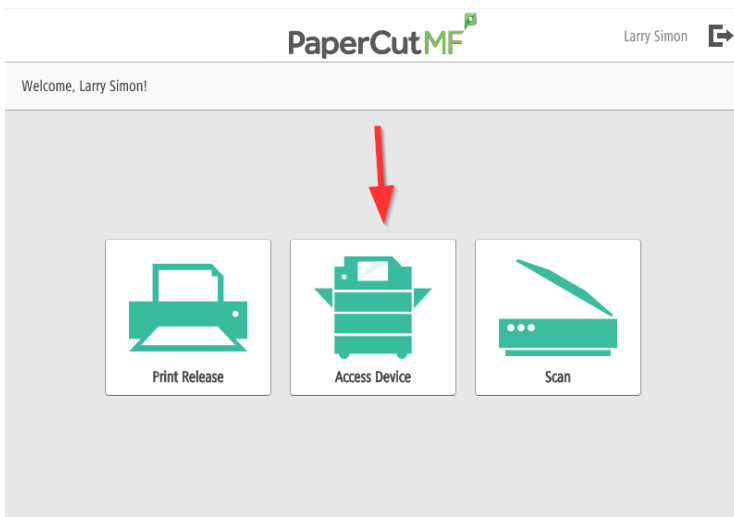 PaperCutMF
Larry Simon
Welcome, Larry Simon!
Print Release
Access Device
Scan